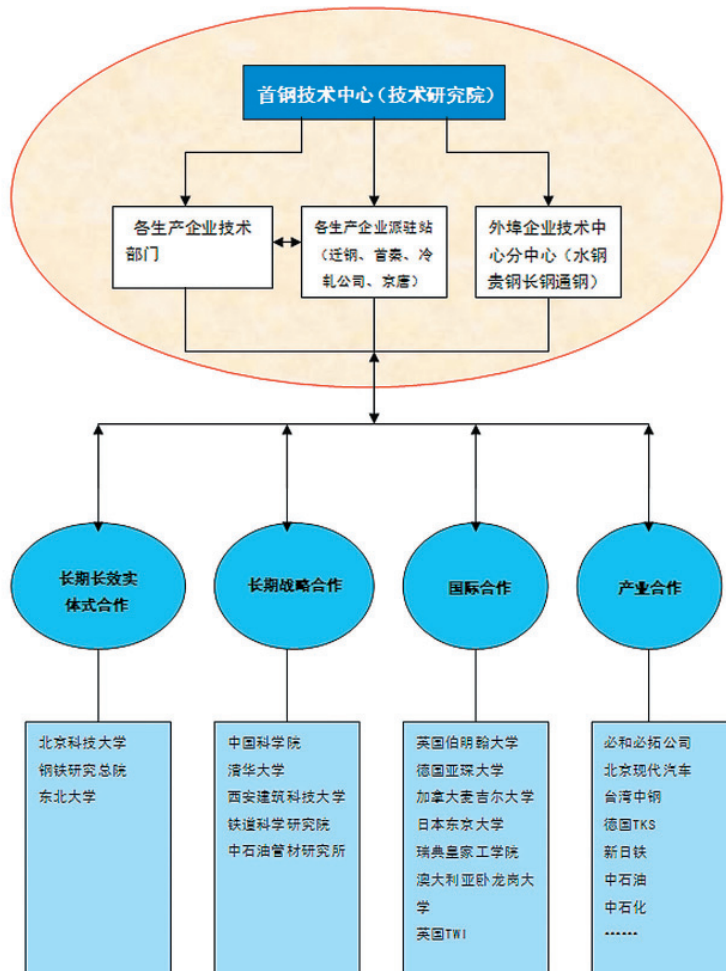 首钢技术中心（技术研究院）
各生产企业技术
部门
各生产企业派驻站
（迁钢、首秦、冷
轧公司、京唐）
外埠企业技术中
心分中心（水钢
贵钢长钢通钢）
长期长效实
体式合作
长期战略合作
国际合作
产业合作
北京科技大学
钢铁研究总院
东北大学
中国科学院
清华大学
西安建筑科技大学
铁道科学研究院
中石油管材研究所
英国伯明翰大学
德国亚琛大学
加拿大麦吉尔大学
日本东京大学
瑞典皇家工学院
澳大利亚卧龙岗大
学
英国TWI
必和必拓公司
北京现代汽车
台湾中钢
德国TKS
新日铁
中石油
中石化
……